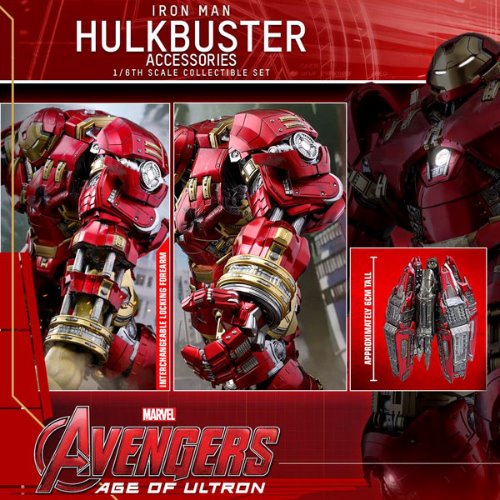 IRON MAN
HULKBUSTER
ACCESSORIES
1/6TH SCALE COLLECTIBLE SET
INTERCHANGEABLE LOCKING FOREARM
APPROXIMATELY 6CM TALL
MARVEL
AVENGERS
AGE OF ULTRON